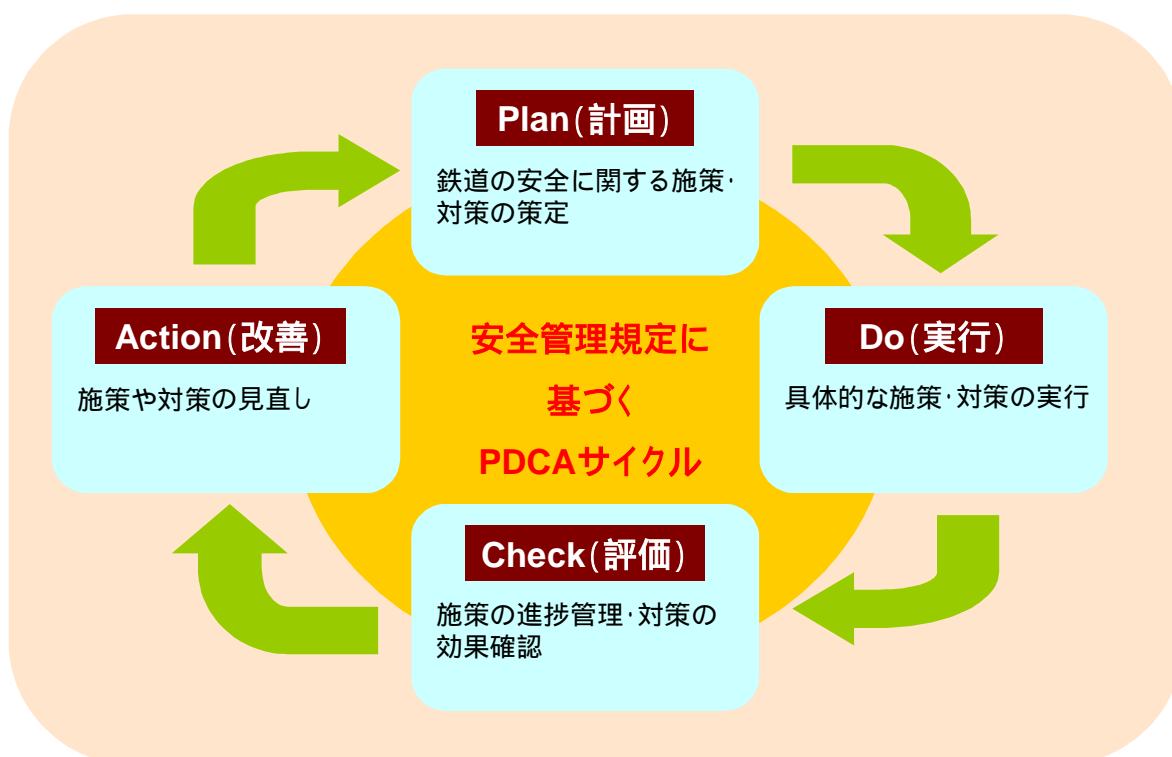 Plan(計画)
鉄道の安全に関する施策･
対策の策定
Action(改善)
施策や対策の見直し
安全管理規定に
基づく
PDCAサイクル
Do(実行)
具体的な施策･対策の実行
Check(評価)
施策の進捗管理･対策の
効果確認